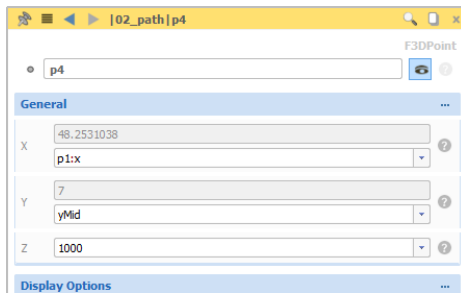 |02_path|p4
F3DPoint
p4
General ...
X
48.2531038
p1:x
Y
7
yMid
Z 1000
Display Options ...